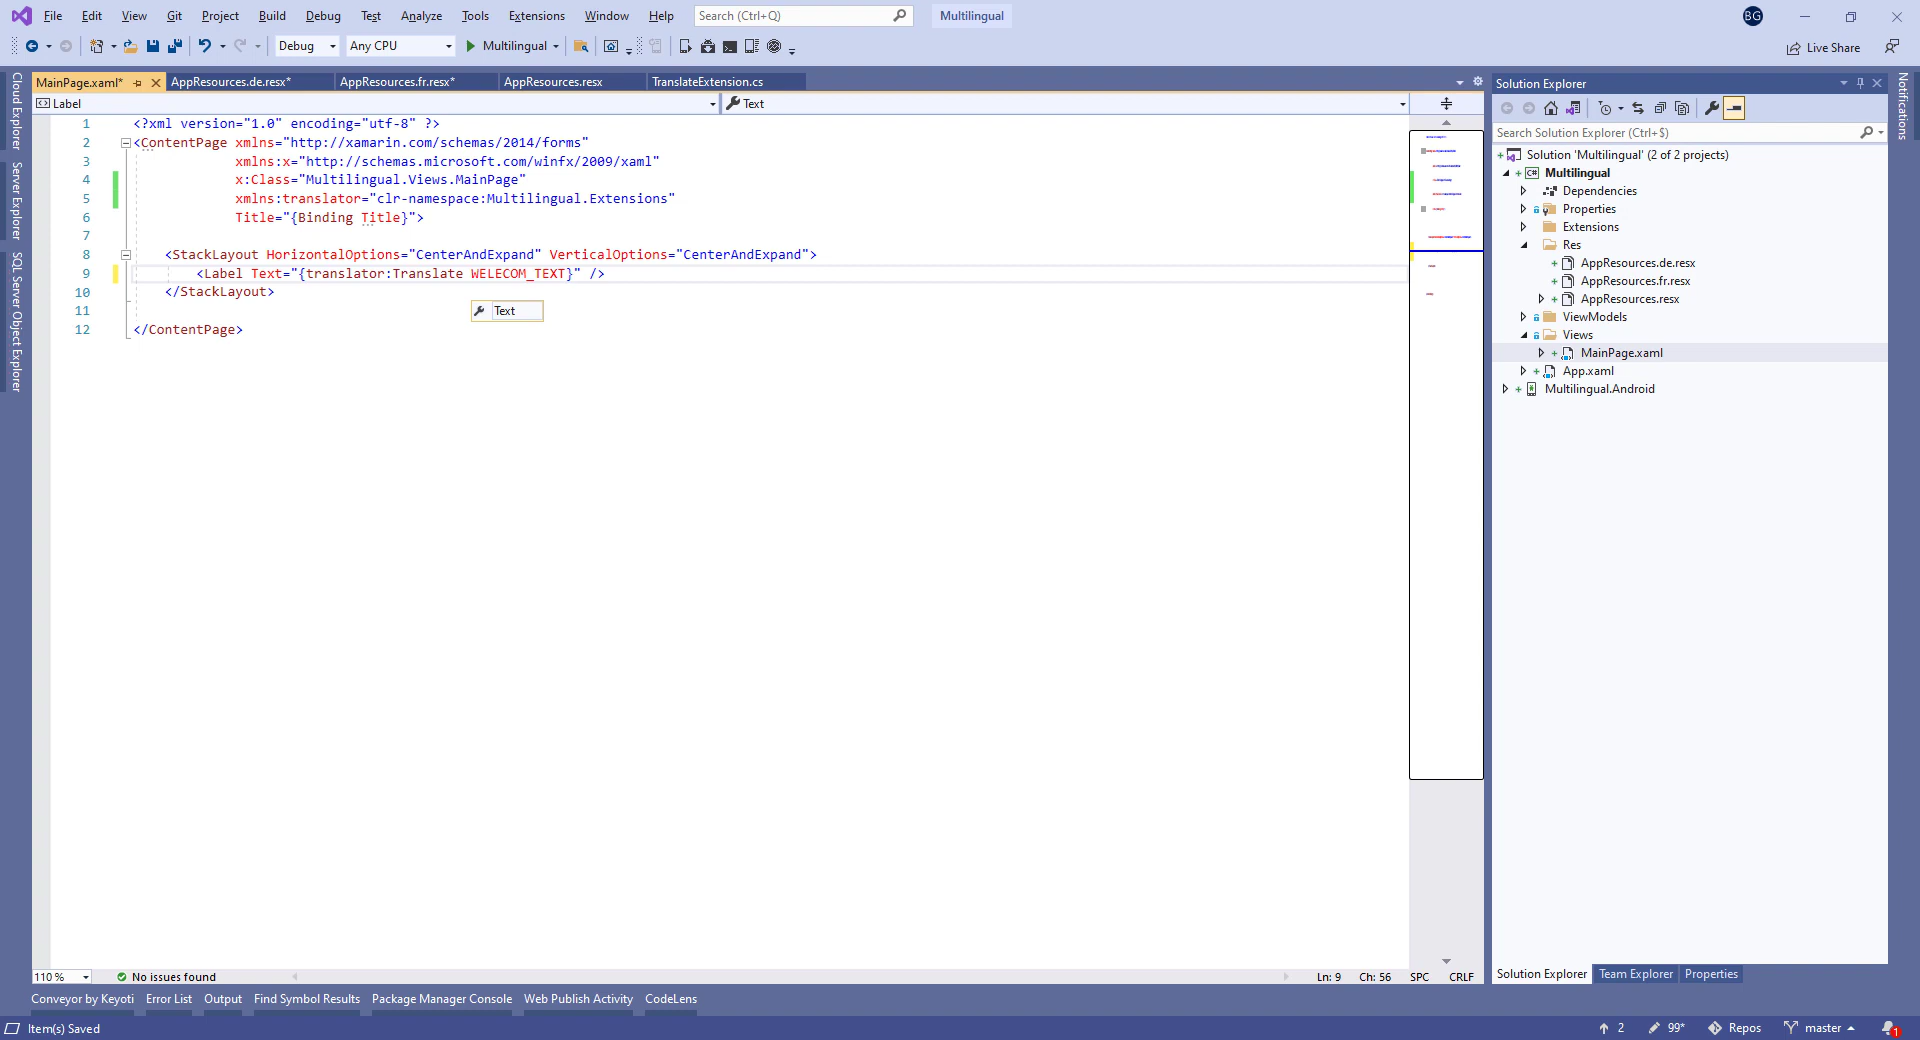 File Edit View Git Project Build Debug Test Analyze Tools Extensions Window Help Search (Ctrl+Q) Multilingual BG
Debug Any CPU Multilingual Live Share
MainPage.xaml* AppResources.de.resx* AppResources.fr.resx* AppResources.resx TranslateExtension.cs
Label Text
1 <?xml version="1.0" encoding="utf-8" ?>
2 <ContentPage xmlns="http://xamarin.com/schemas/2014/forms"
3 xmlns:x="http://schemas.microsoft.com/winfx/2009/xaml"
4 x:Class="Multilingual.Views.MainPage"
5 xmlns:translator="clr-namespace:Multilingual.Extensions"
6 Title="{Binding Title}">
7
8 <StackLayout HorizontalOptions="CenterAndExpand" VerticalOptions="CenterAndExpand">
9 <Label Text="{translator:Translate WELECOM_TEXT}" />
10 </StackLayout>
11
12 </ContentPage>
Text
Cloud Explorer
Server Explorer
SQL Server Object Explorer
Solution Explorer
Search Solution Explorer (Ctrl+$)
Solution 'Multilingual' (2 of 2 projects)
C# Multilingual
Dependencies
Properties
Extensions
Res
AppResources.de.resx
AppResources.fr.resx
AppResources.resx
ViewModels
Views
MainPage.xaml
App.xaml
Multilingual.Android
Notifications
110 % No issues found Ln: 9 Ch: 56 SPC CRLF
Solution Explorer Team Explorer Properties
Conveyor by Keyoti Error List Output Find Symbol Results Package Manager Console Web Publish Activity CodeLens
Item(s) Saved 2 99* Repos master 1